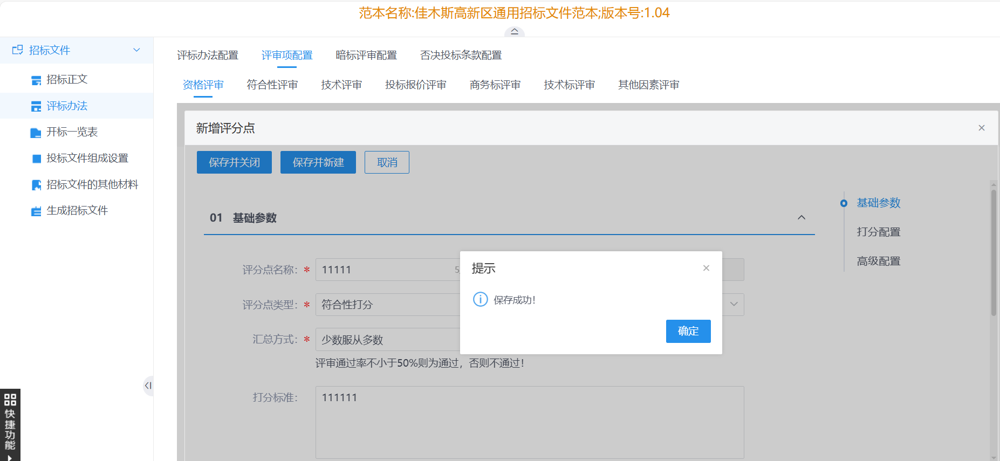 范本名称:佳木斯高新区通用招标文件范本;版本号:1.04
招标文件
招标正文
评标办法
开标一览表
投标文件组成设置
招标文件的其他材料
生成招标文件
快捷功能
评标办法配置 评审项配置 暗标评审配置 否决投标条款配置
资格评审 符合性评审 技术评审 投标报价评审 商务标评审 技术标评审 其他因素评审
新增评分点
保存并关闭 保存并新建 取消
01 基础参数
评分点名称: * 11111 5
评分点类型: * 符合性打分
汇总方式: * 少数服从多数
评审通过率不小于50%则为通过，否则不通过！
打分标准: 111111
提示
保存成功！
确定
基础参数
打分配置
高级配置